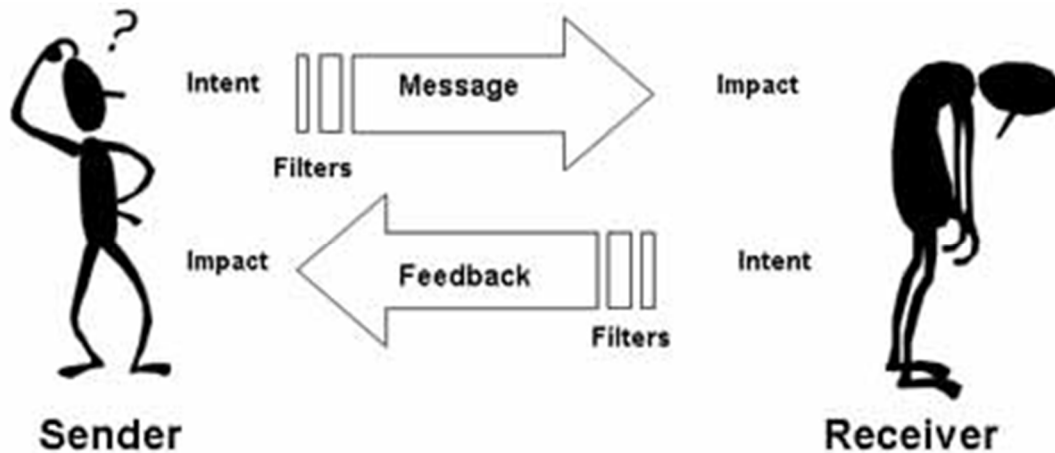 ?
Intent
Message
Impact
Filters
Impact
Feedback
Intent
Filters
Sender
Receiver